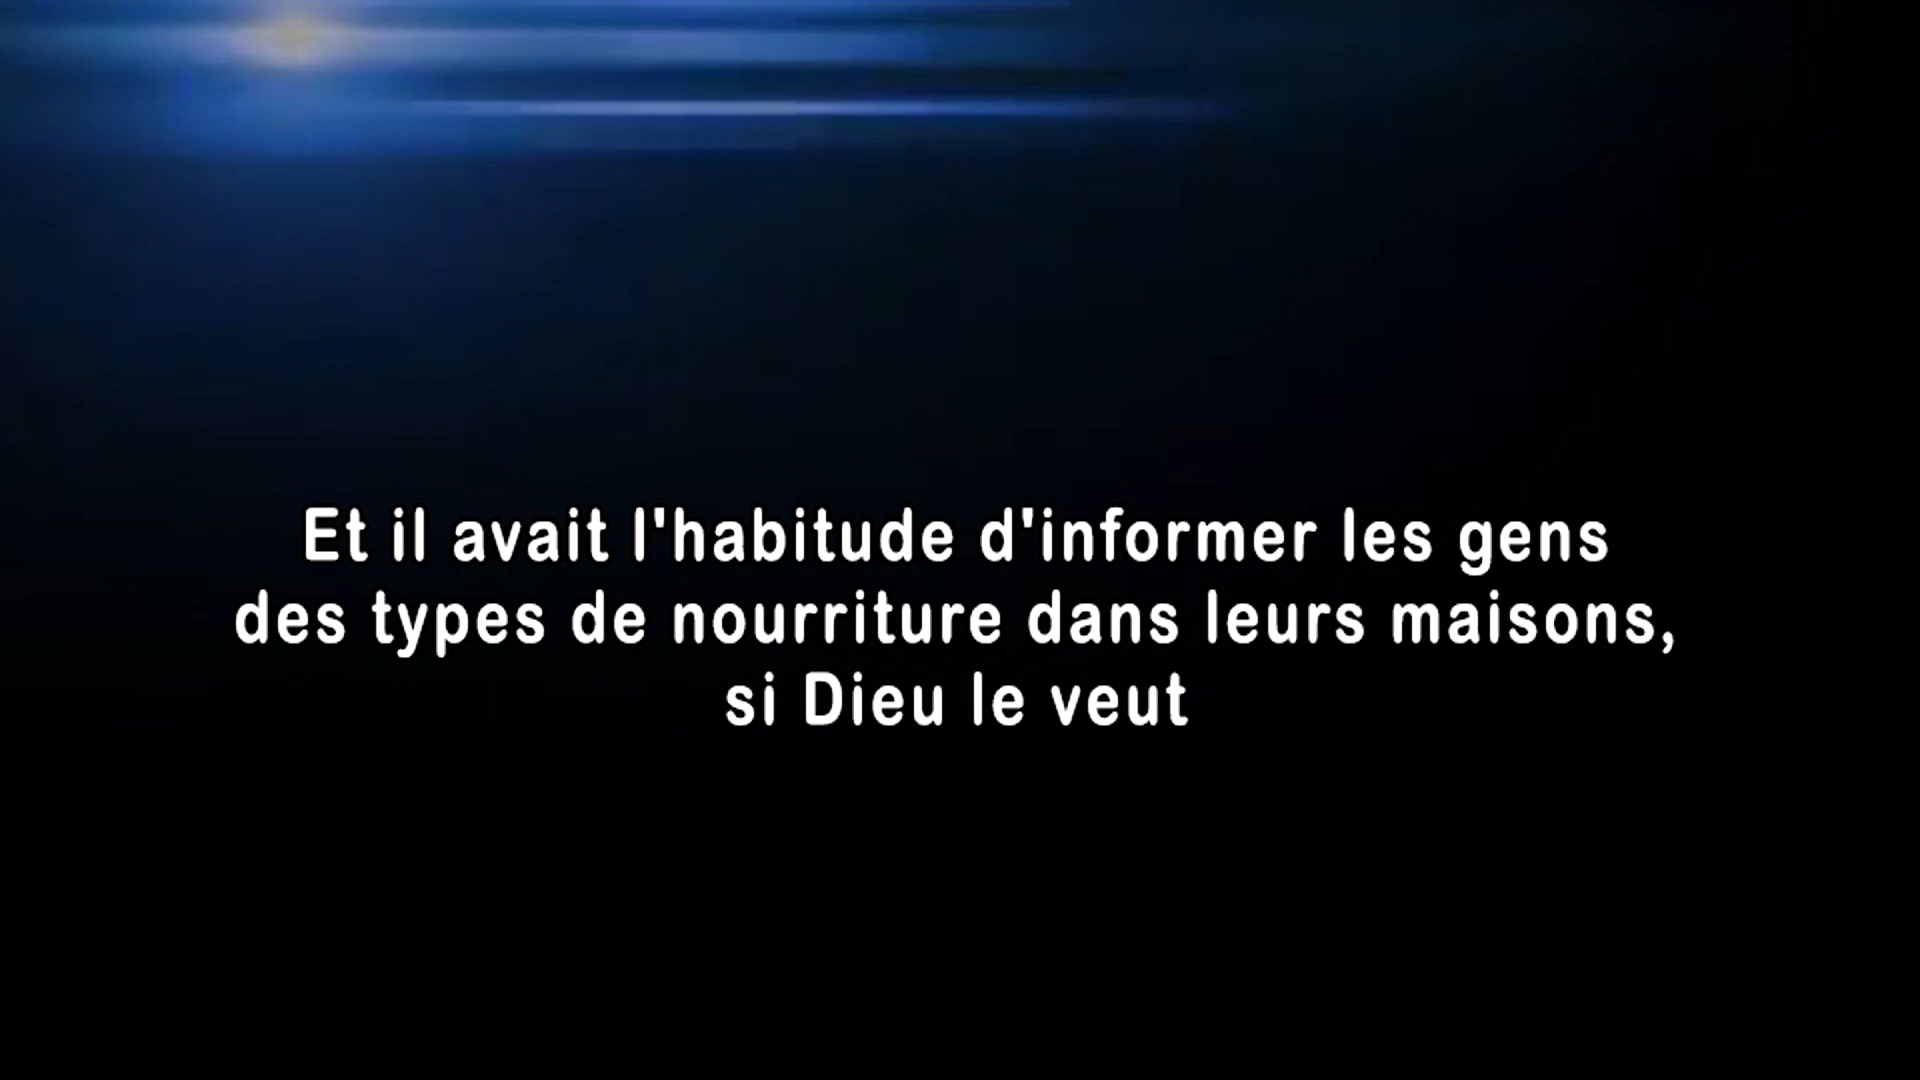 Et il avait l'habitude d'informer les gens
des types de nourriture dans leurs maisons,
si Dieu le veut